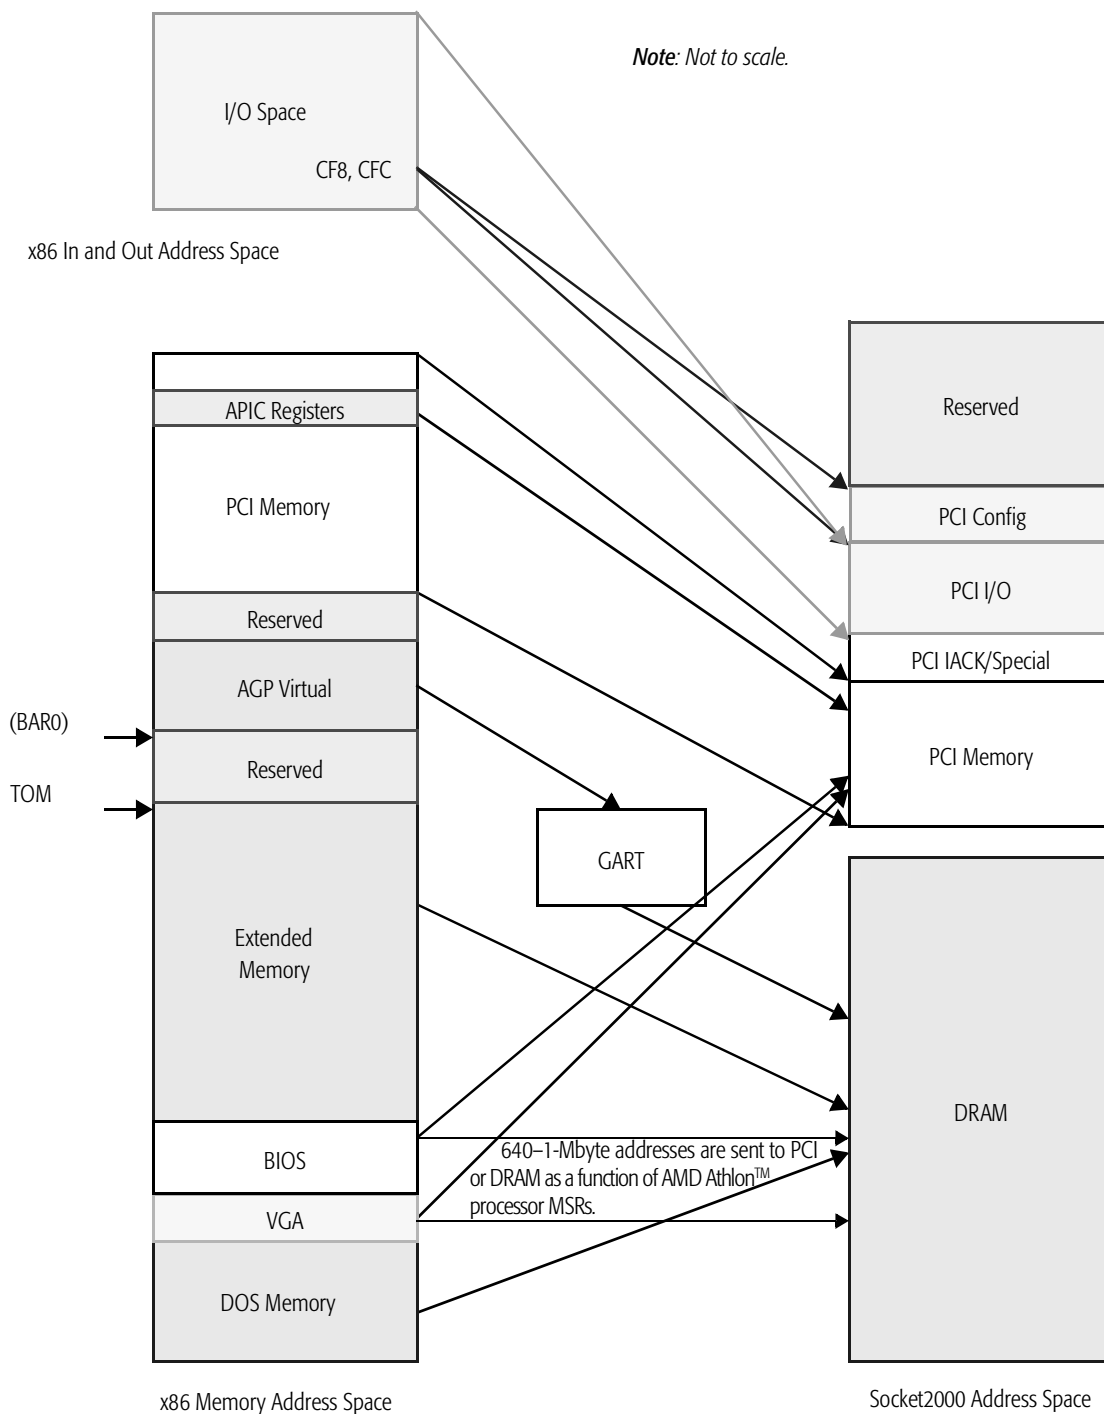 Note: Not to scale.
I/O Space
CF8, CFC
x86 In and Out Address Space
APIC Registers
PCI Memory
Reserved
AGP Virtual
(BAR0)
Reserved
TOM
Extended
Memory
BIOS
VGA
DOS Memory
x86 Memory Address Space
GART
640–1-Mbyte addresses are sent to PCI
or DRAM as a function of AMD Athlon™
processor MSRs.
Reserved
PCI Config
PCI I/O
PCI IACK/Special
PCI Memory
DRAM
Socket2000 Address Space